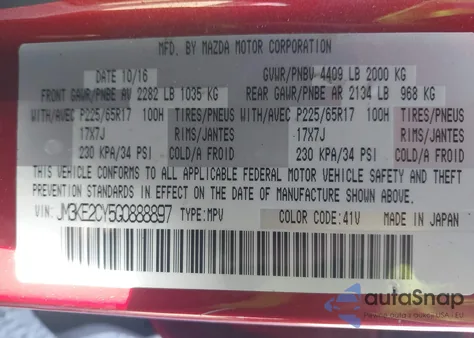 MFD. BY MAZDA MOTOR CORPORATION
DATE 10/16 GVWR/PNBV 4409 LB 2000 KG
FRONT GAWR/PNBE AV 2282 LB 1035 KG REAR GAWR/PNBE AR 2134 LB 968 KG
WITH/AVEC P225/65R17 100H TIRES/PNEUS WITH/AVEC P225/65R17 100H TIRES/PNEUS
17X7J RIMS/JANTES 17X7J RIMS/JANTES
230 KPA/34 PSI COLD/A FROID 230 KPA/34 PSI COLD/A FROID
THIS VEHICLE CONFORMS TO ALL APPLICABLE FEDERAL MOTOR VEHICLE SAFETY AND THEFT
PREVENTION STANDARDS IN EFFECT ON THE DATE OF MANUFACTURE SHOWN ABOVE.
VIN: JM3KE2CY5G0888897 TYPE:MPV COLOR CODE:41V MADE IN JAPAN
autoSnap